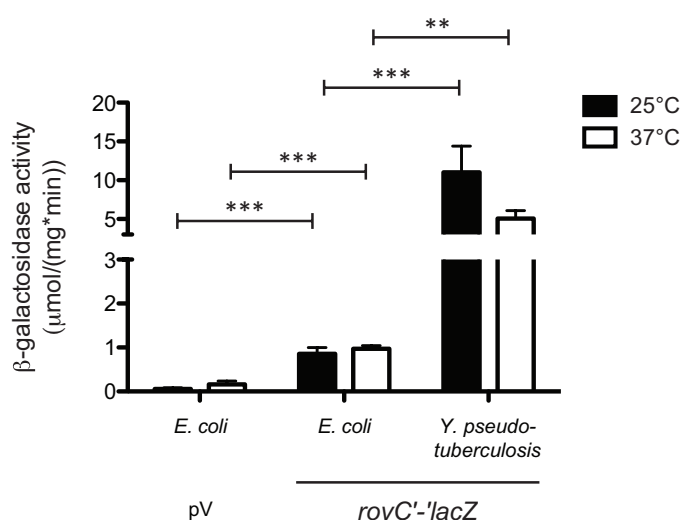 **
***
***
***
25°C
37°C
β-galactosidase activity
(μmol/(mg*min))
20
15
10
5
3
2
1
0
E. coli
E. coli
Y. pseudo-
tuberculosis
pV
rovC'-'lacZ